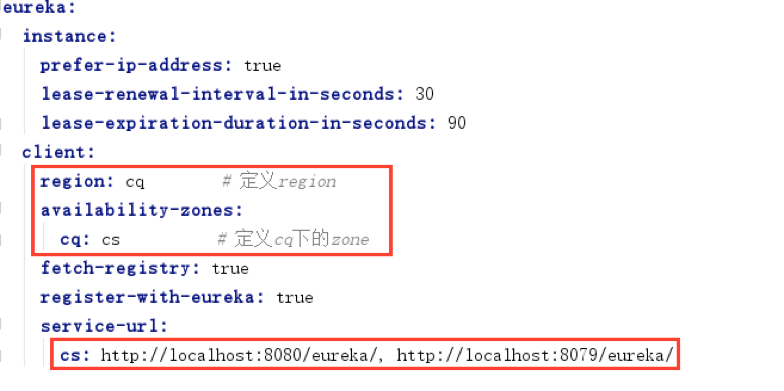 eureka:
instance:
prefer-ip-address: true
lease-renewal-interval-in-seconds: 30
lease-expiration-duration-in-seconds: 90
client:
region: cq # 定义region
availability-zones:
cq: cs # 定义cq下的zone
fetch-registry: true
register-with-eureka: true
service-url:
cs: http://localhost:8080/eureka/, http://localhost:8079/eureka/